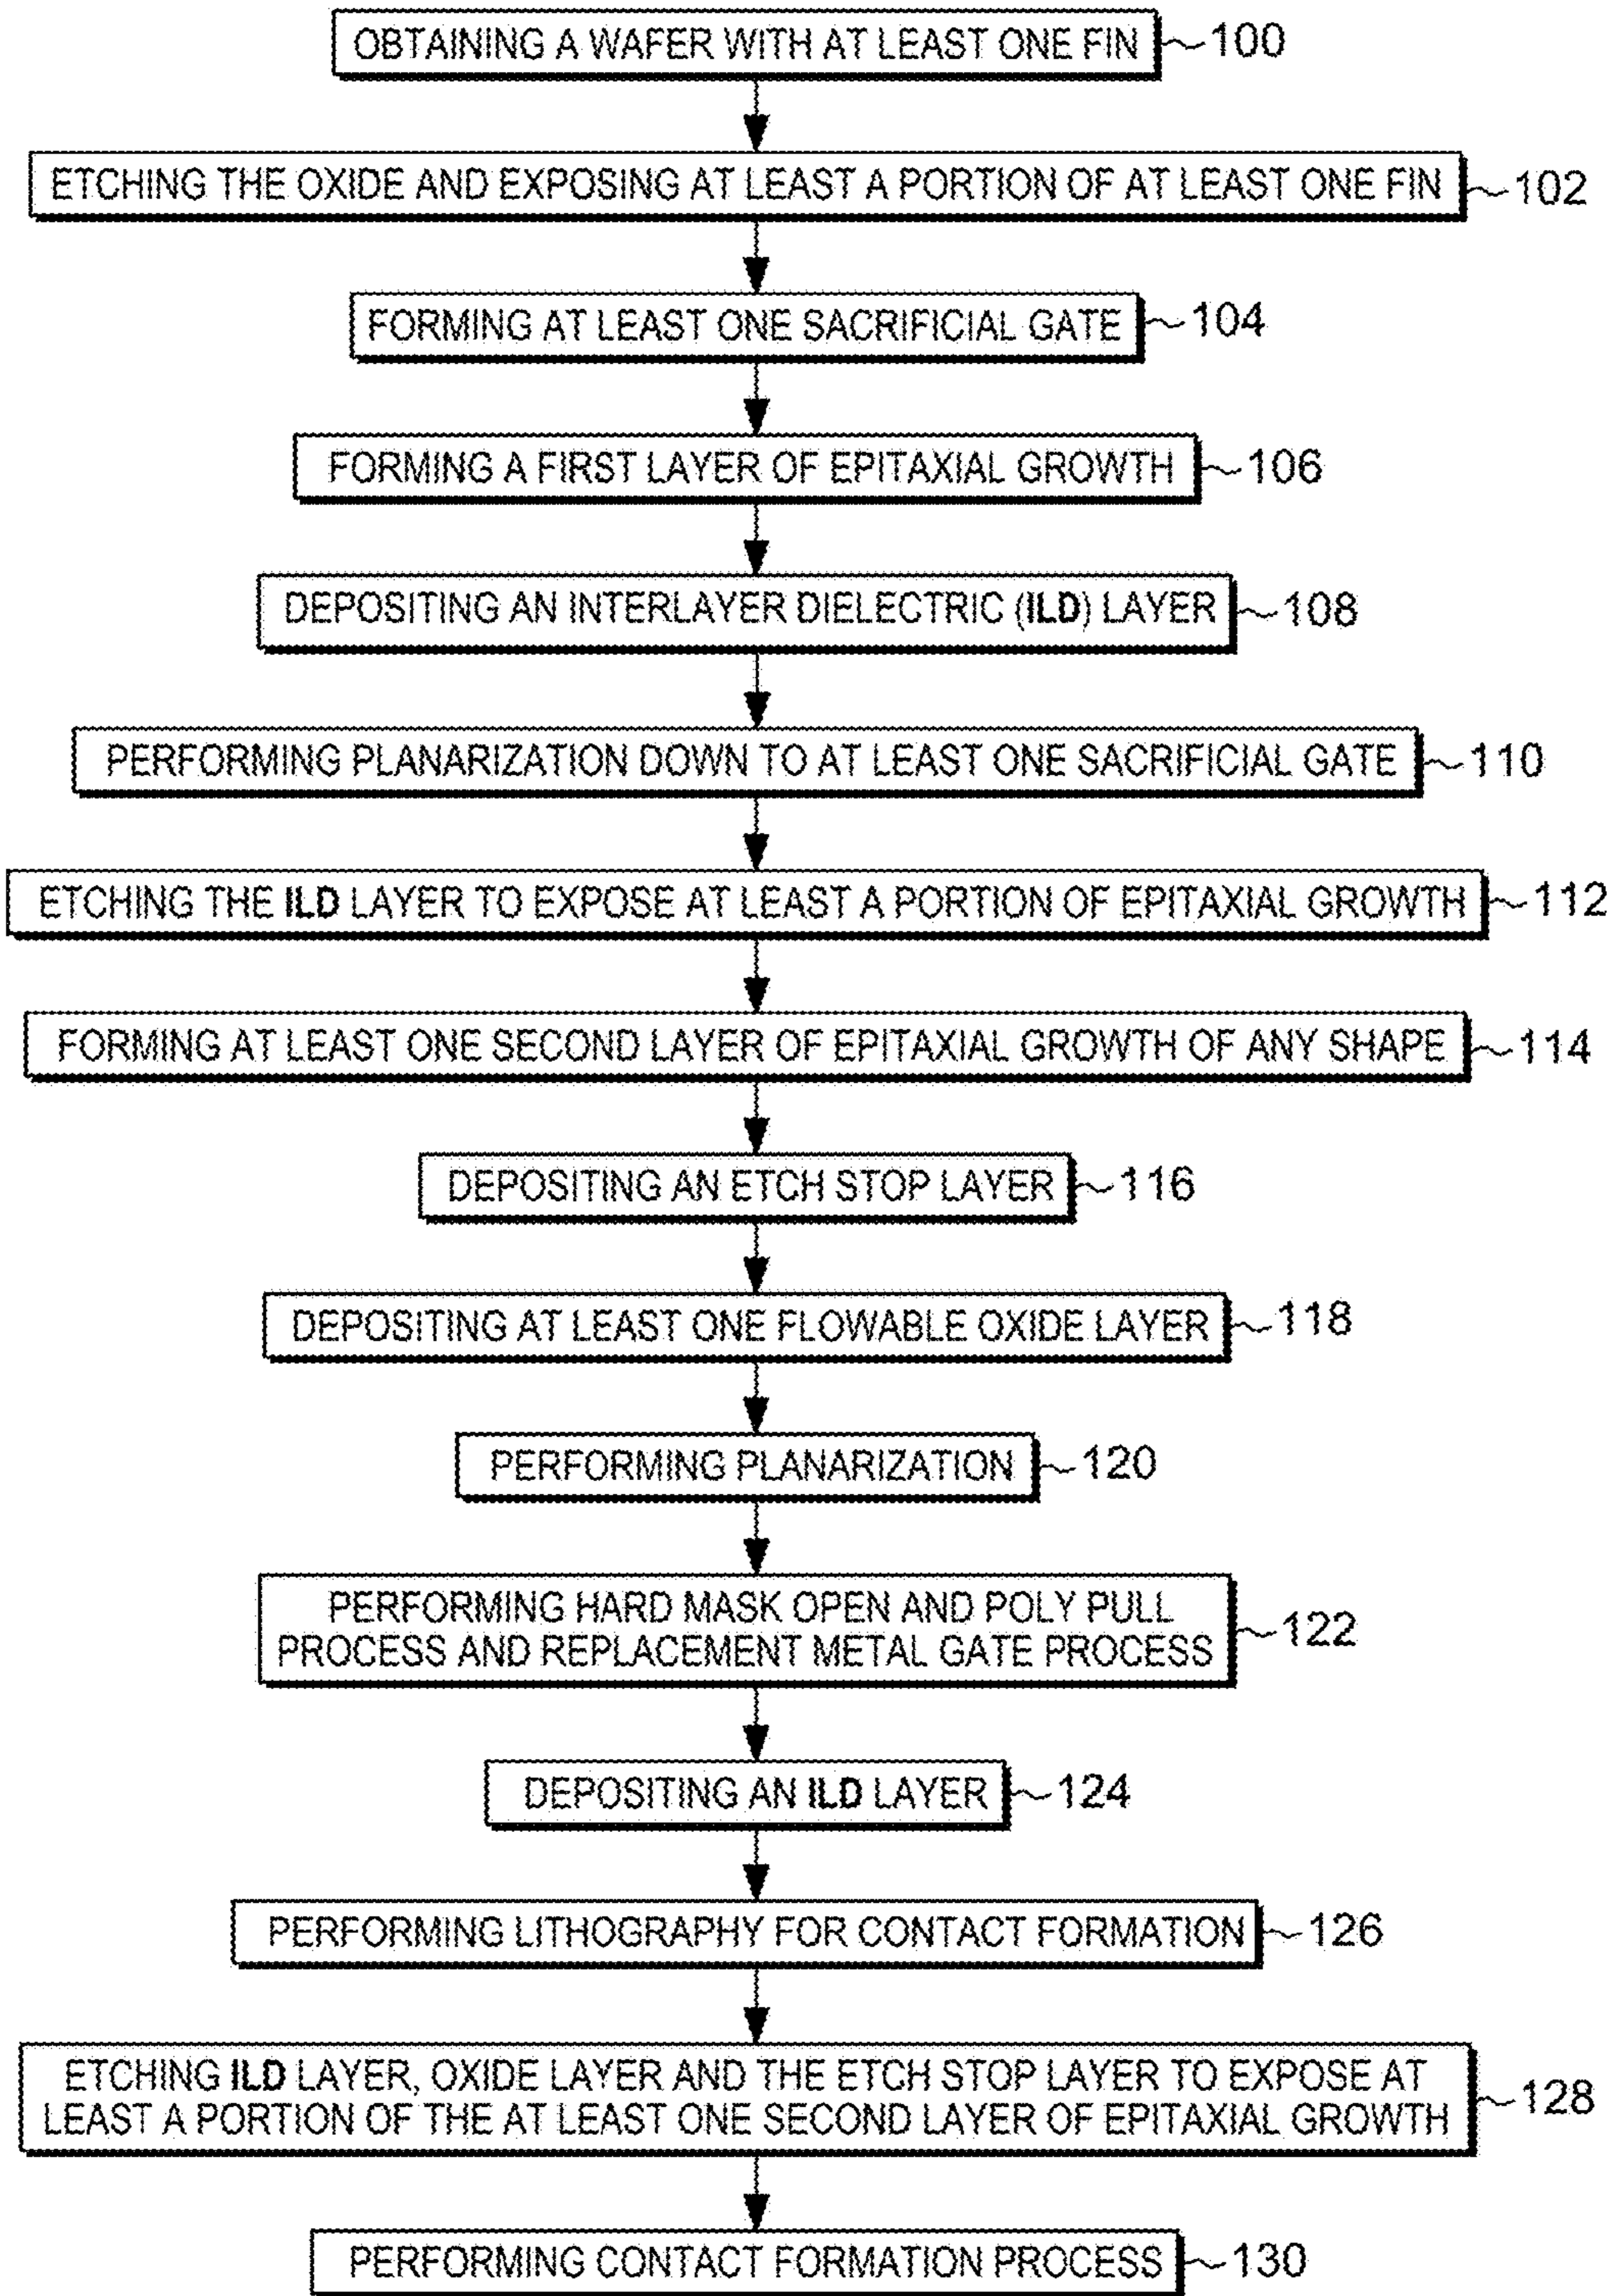 OBTAINING A WAFER WITH AT LEAST ONE FIN 100
ETCHING THE OXIDE AND EXPOSING AT LEAST A PORTION OF AT LEAST ONE FIN 102
FORMING AT LEAST ONE SACRIFICIAL GATE 104
FORMING A FIRST LAYER OF EPITAXIAL GROWTH 106
DEPOSITING AN INTERLAYER DIELECTRIC (ILD) LAYER 108
PERFORMING PLANARIZATION DOWN TO AT LEAST ONE SACRIFICIAL GATE 110
ETCHING THE ILD LAYER TO EXPOSE AT LEAST A PORTION OF EPITAXIAL GROWTH 112
FORMING AT LEAST ONE SECOND LAYER OF EPITAXIAL GROWTH OF ANY SHAPE 114
DEPOSITING AN ETCH STOP LAYER 116
DEPOSITING AT LEAST ONE FLOWABLE OXIDE LAYER 118
PERFORMING PLANARIZATION 120
PERFORMING HARD MASK OPEN AND POLY PULL
PROCESS AND REPLACEMENT METAL GATE PROCESS 122
DEPOSITING AN ILD LAYER 124
PERFORMING LITHOGRAPHY FOR CONTACT FORMATION 126
ETCHING ILD LAYER, OXIDE LAYER AND THE ETCH STOP LAYER TO EXPOSE AT
LEAST A PORTION OF THE AT LEAST ONE SECOND LAYER OF EPITAXIAL GROWTH 128
PERFORMING CONTACT FORMATION PROCESS 130